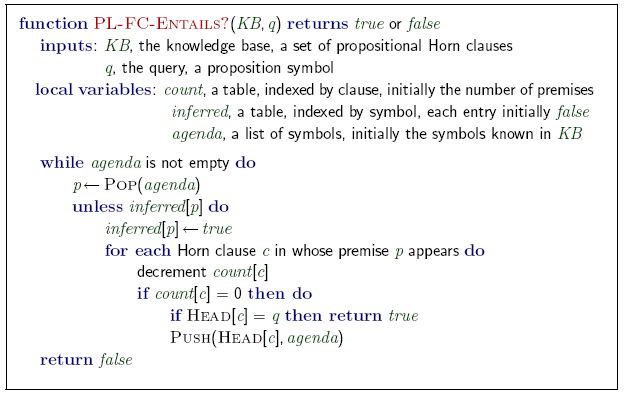 function PL-FC-Entails?(KB, q) returns true or false
inputs: KB, the knowledge base, a set of propositional Horn clauses
q, the query, a proposition symbol
local variables: count, a table, indexed by clause, initially the number of premises
inferred, a table, indexed by symbol, each entry initially false
agenda, a list of symbols, initially the symbols known in KB
while agenda is not empty do
p ← Pop(agenda)
unless inferred[p] do
inferred[p] ← true
for each Horn clause c in whose premise p appears do
decrement count[c]
if count[c] = 0 then do
if Head[c] = q then return true
Push(Head[c], agenda)
return false